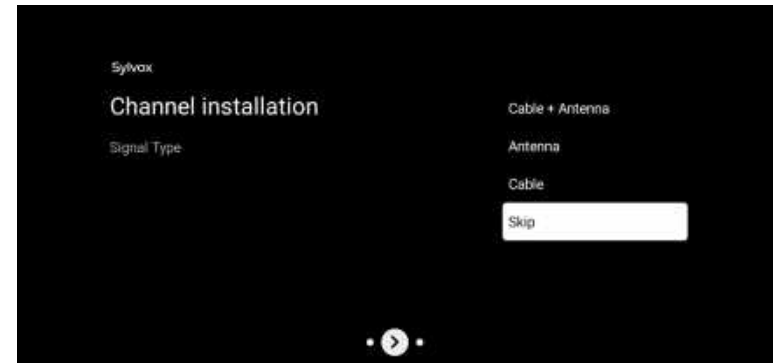 Sylvox
Channel installation
Signal Type
Cable + Antenna
Antenna
Cable
Skip